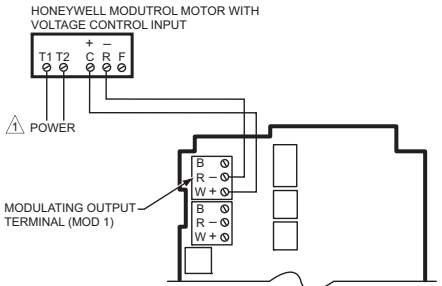 HONEYWELL MODUTROL MOTOR WITH
VOLTAGE CONTROL INPUT
+ –
T1 T2 C R F
1 POWER
B
R –
W +
MODULATING OUTPUT
TERMINAL (MOD 1)
B
R –
W +